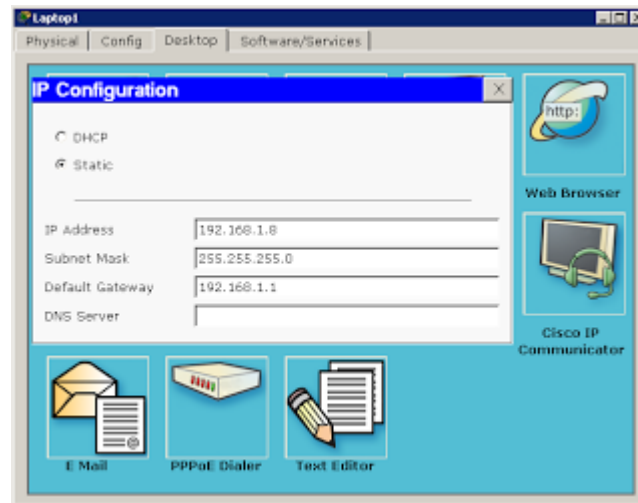 Laptop1
Physical Config Desktop Software/Services
IP Configuration
X
http:
DHCP
Static
Web Browser
IP Address 192.168.1.8
Subnet Mask 255.255.255.0
Default Gateway 192.168.1.1
DNS Server
Cisco IP
Communicator
E Mail PPPoE Dialer Text Editor